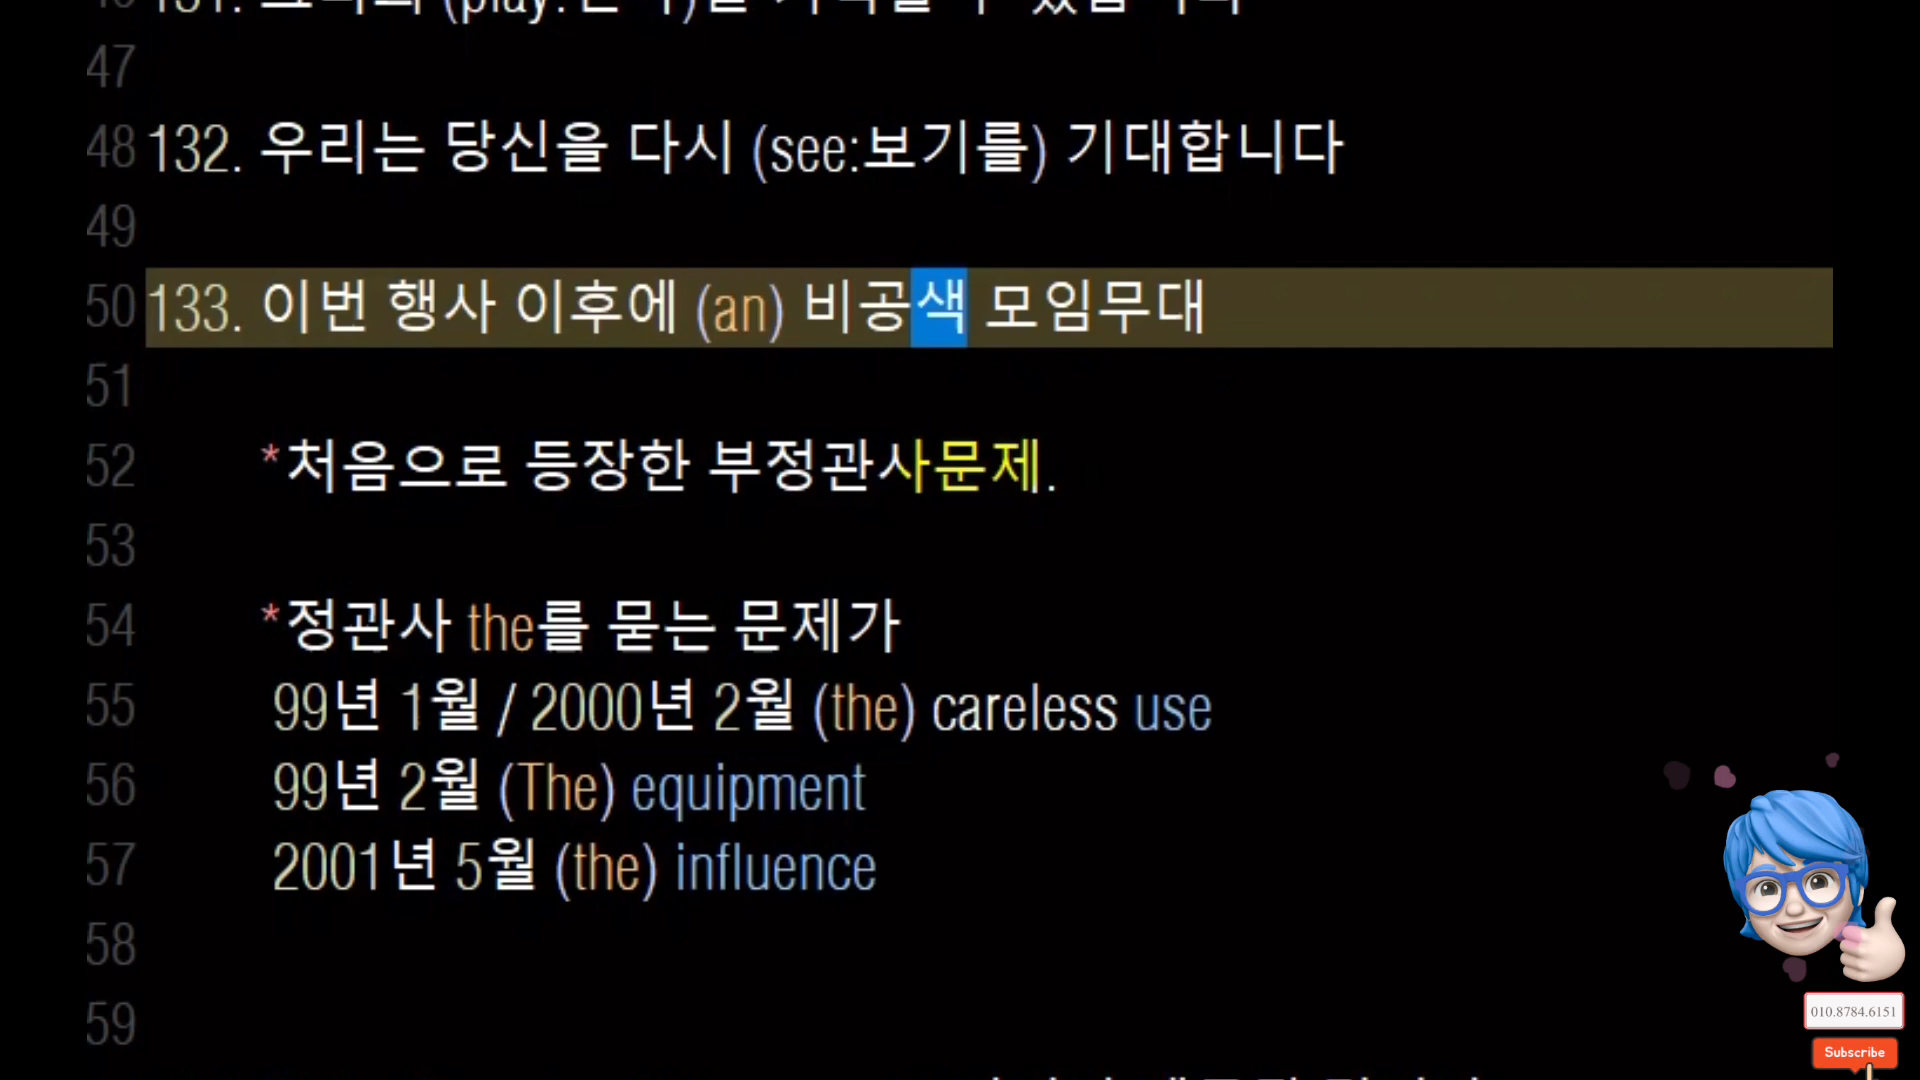 47
48 132. 우리는 당신을 다시 (see:보기를) 기대합니다
49
50 133. 이번 행사 이후에 (an) 비공색 모임무대
51
52 *처음으로 등장한 부정관사문제.
53
54 *정관사 the를 묻는 문제가
55 99년 1월 / 2000년 2월 (the) careless use
56 99년 2월 (The) equipment
57 2001년 5월 (the) influence
58
59
010.8784.6151
Subscribe